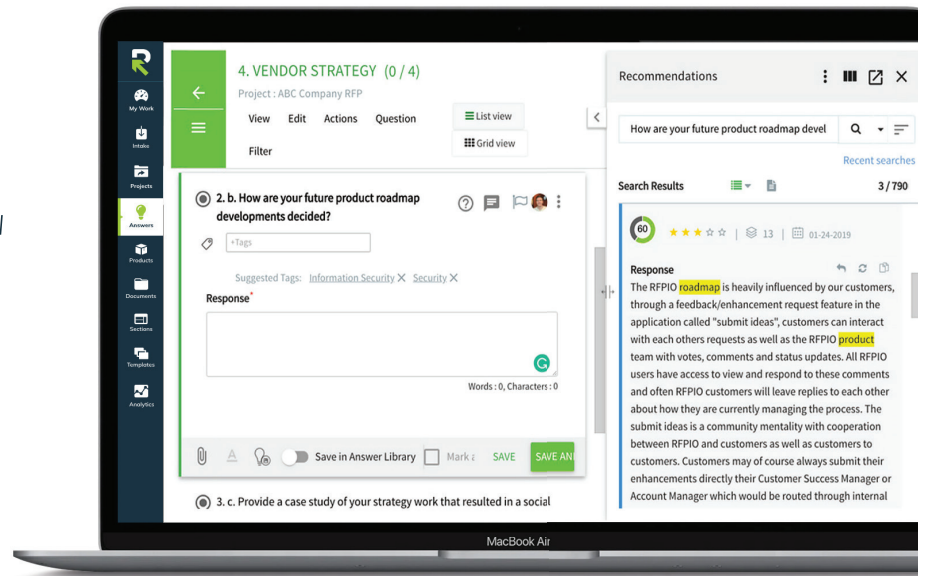 My Work
Intake
Projects
Answers
Products
Documents
Sections
Templates
Analytics
4. VENDOR STRATEGY (0 / 4)
Project : ABC Company RFP
View Edit Actions Question
Filter
List view
Grid view
2. b. How are your future product roadmap
developments decided?
+Tags
Suggested Tags: Information Security X Security X
Response*
Words : 0, Characters : 0
Save in Answer Library
Mark
SAVE
SAVE AN
3. c. Provide a case study of your strategy work that resulted in a social
Recommendations
How are your future product roadmap devel
Recent searches
Search Results
3 / 790
60
13
01-24-2019
Response
The RFPIO roadmap is heavily influenced by our customers,
through a feedback/enhancement request feature in the
application called "submit ideas", customers can interact
with each others requests as well as the RFPIO product
team with votes, comments and status updates. All RFPIO
users have access to view and respond to these comments
and often RFPIO customers will leave replies to each other
about how they are currently managing the process. The
submit ideas is a community mentality with cooperation
between RFPIO and customers as well as customers to
customers. Customers may of course always submit their
enhancements directly their Customer Success Manager or
Account Manager which would be routed through internal
MacBook Air